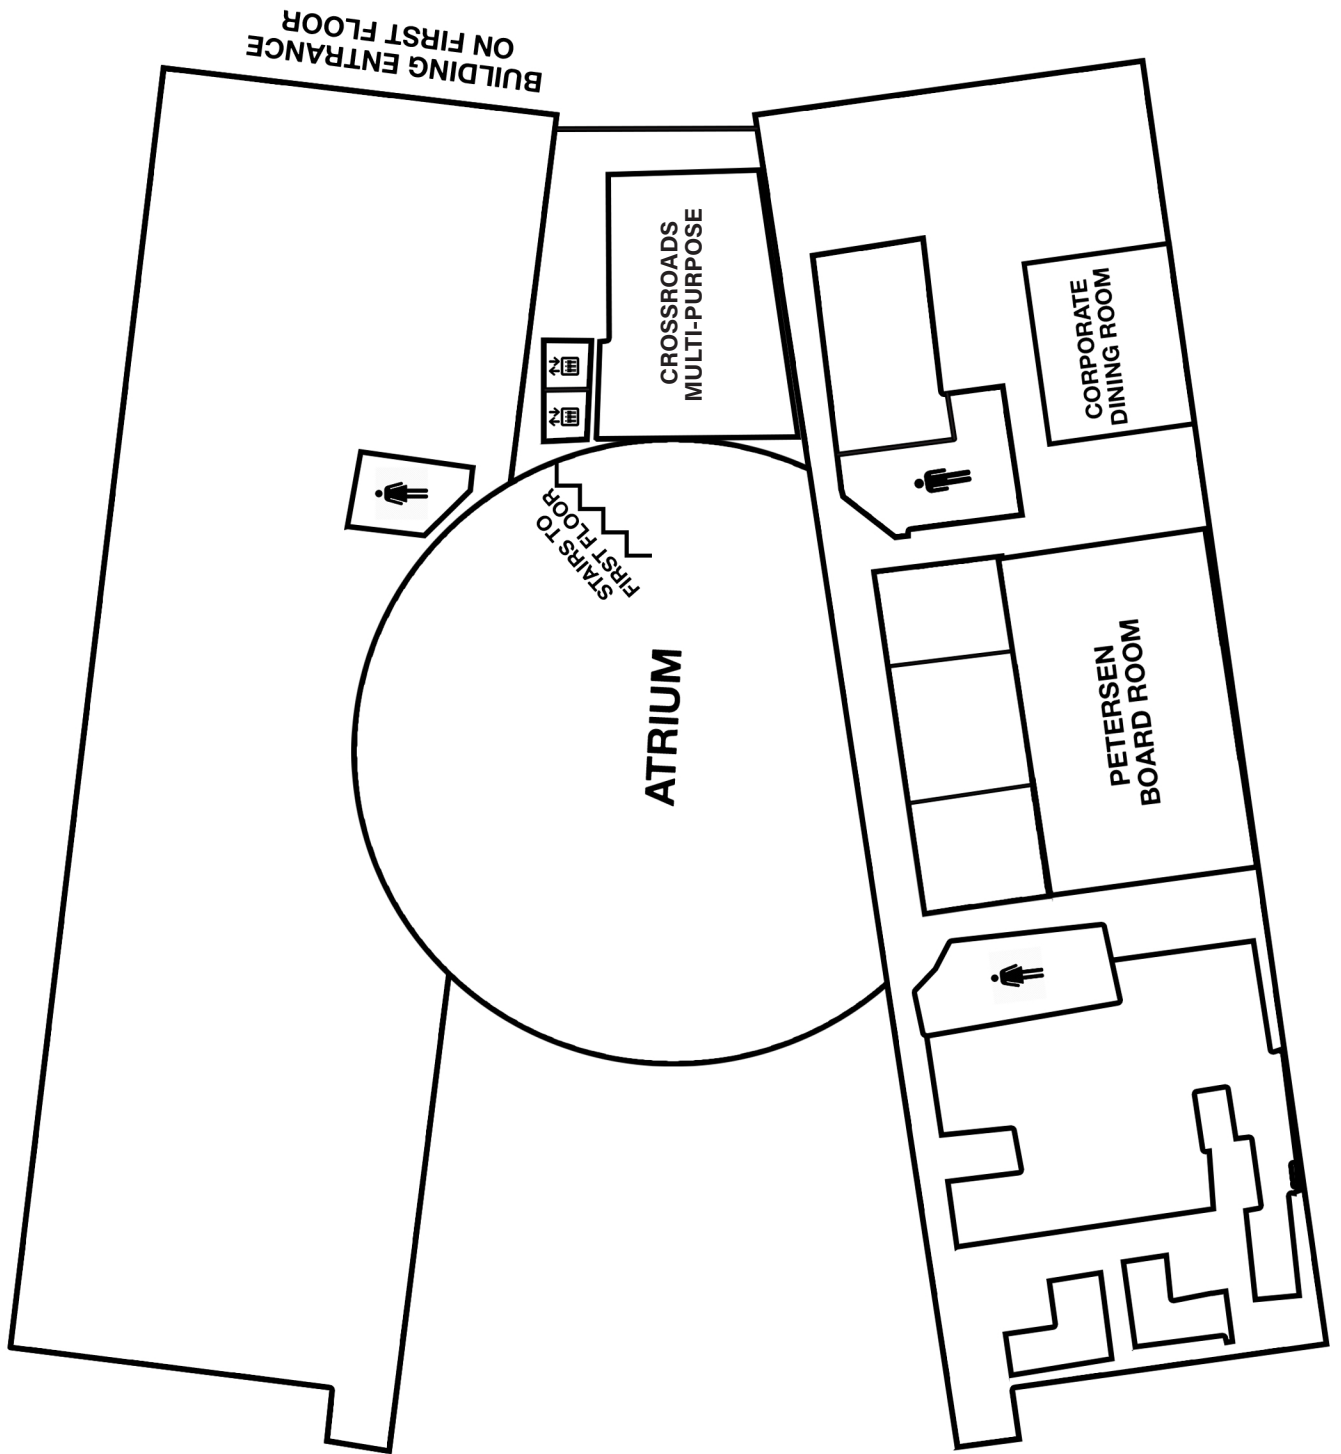 BUILDING ENTRANCE
ON FIRST FLOOR
CROSSROADS
MULTI-PURPOSE
CORPORATE
DINING ROOM
STAIRS TO
FIRST FLOOR
ATRIUM
PETERSEN
BOARD ROOM